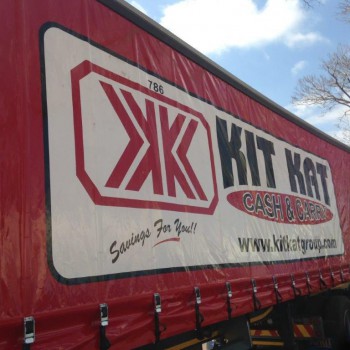 786
KIT KAT
CASH & CARRY
Savings For You!!
www.kitkatgroup.com